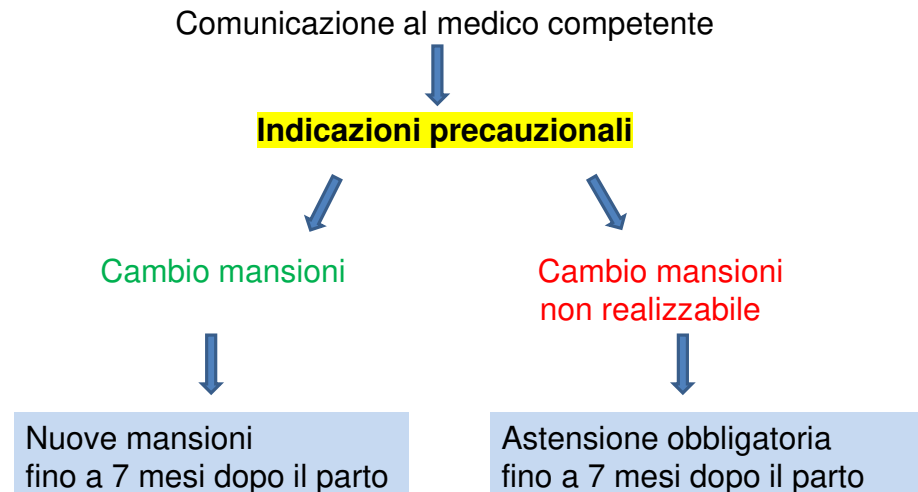 Comunicazione al medico competente
Indicazioni precauzionali
Cambio mansioni
Cambio mansioni
non realizzabile
Nuove mansioni
fino a 7 mesi dopo il parto
Astensione obbligatoria
fino a 7 mesi dopo il parto